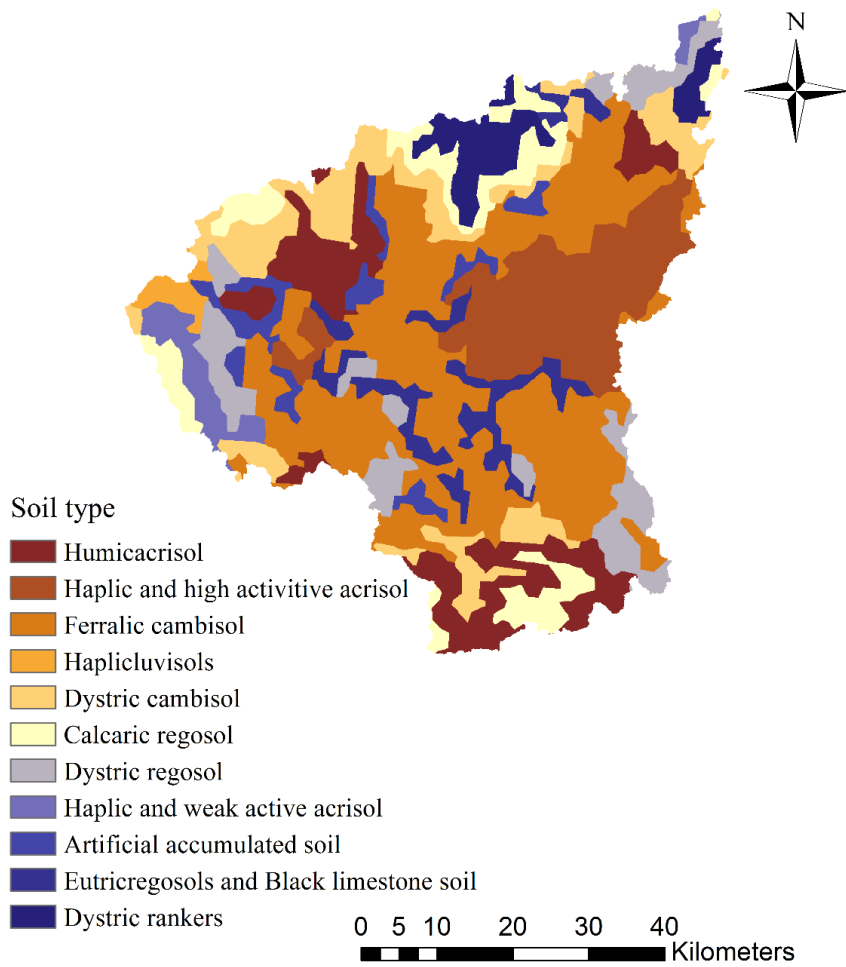 N
Soil type
Humicacrisol
Haplic and high activitive acrisol
Ferralic cambisol
Haplicluvisols
Dystric cambisol
Calcaric regosol
Dystric regosol
Haplic and weak active acrisol
Artificial accumulated soil
Eutricregosols and Black limestone soil
Dystric rankers
0 5 10 20 30 40
Kilometers